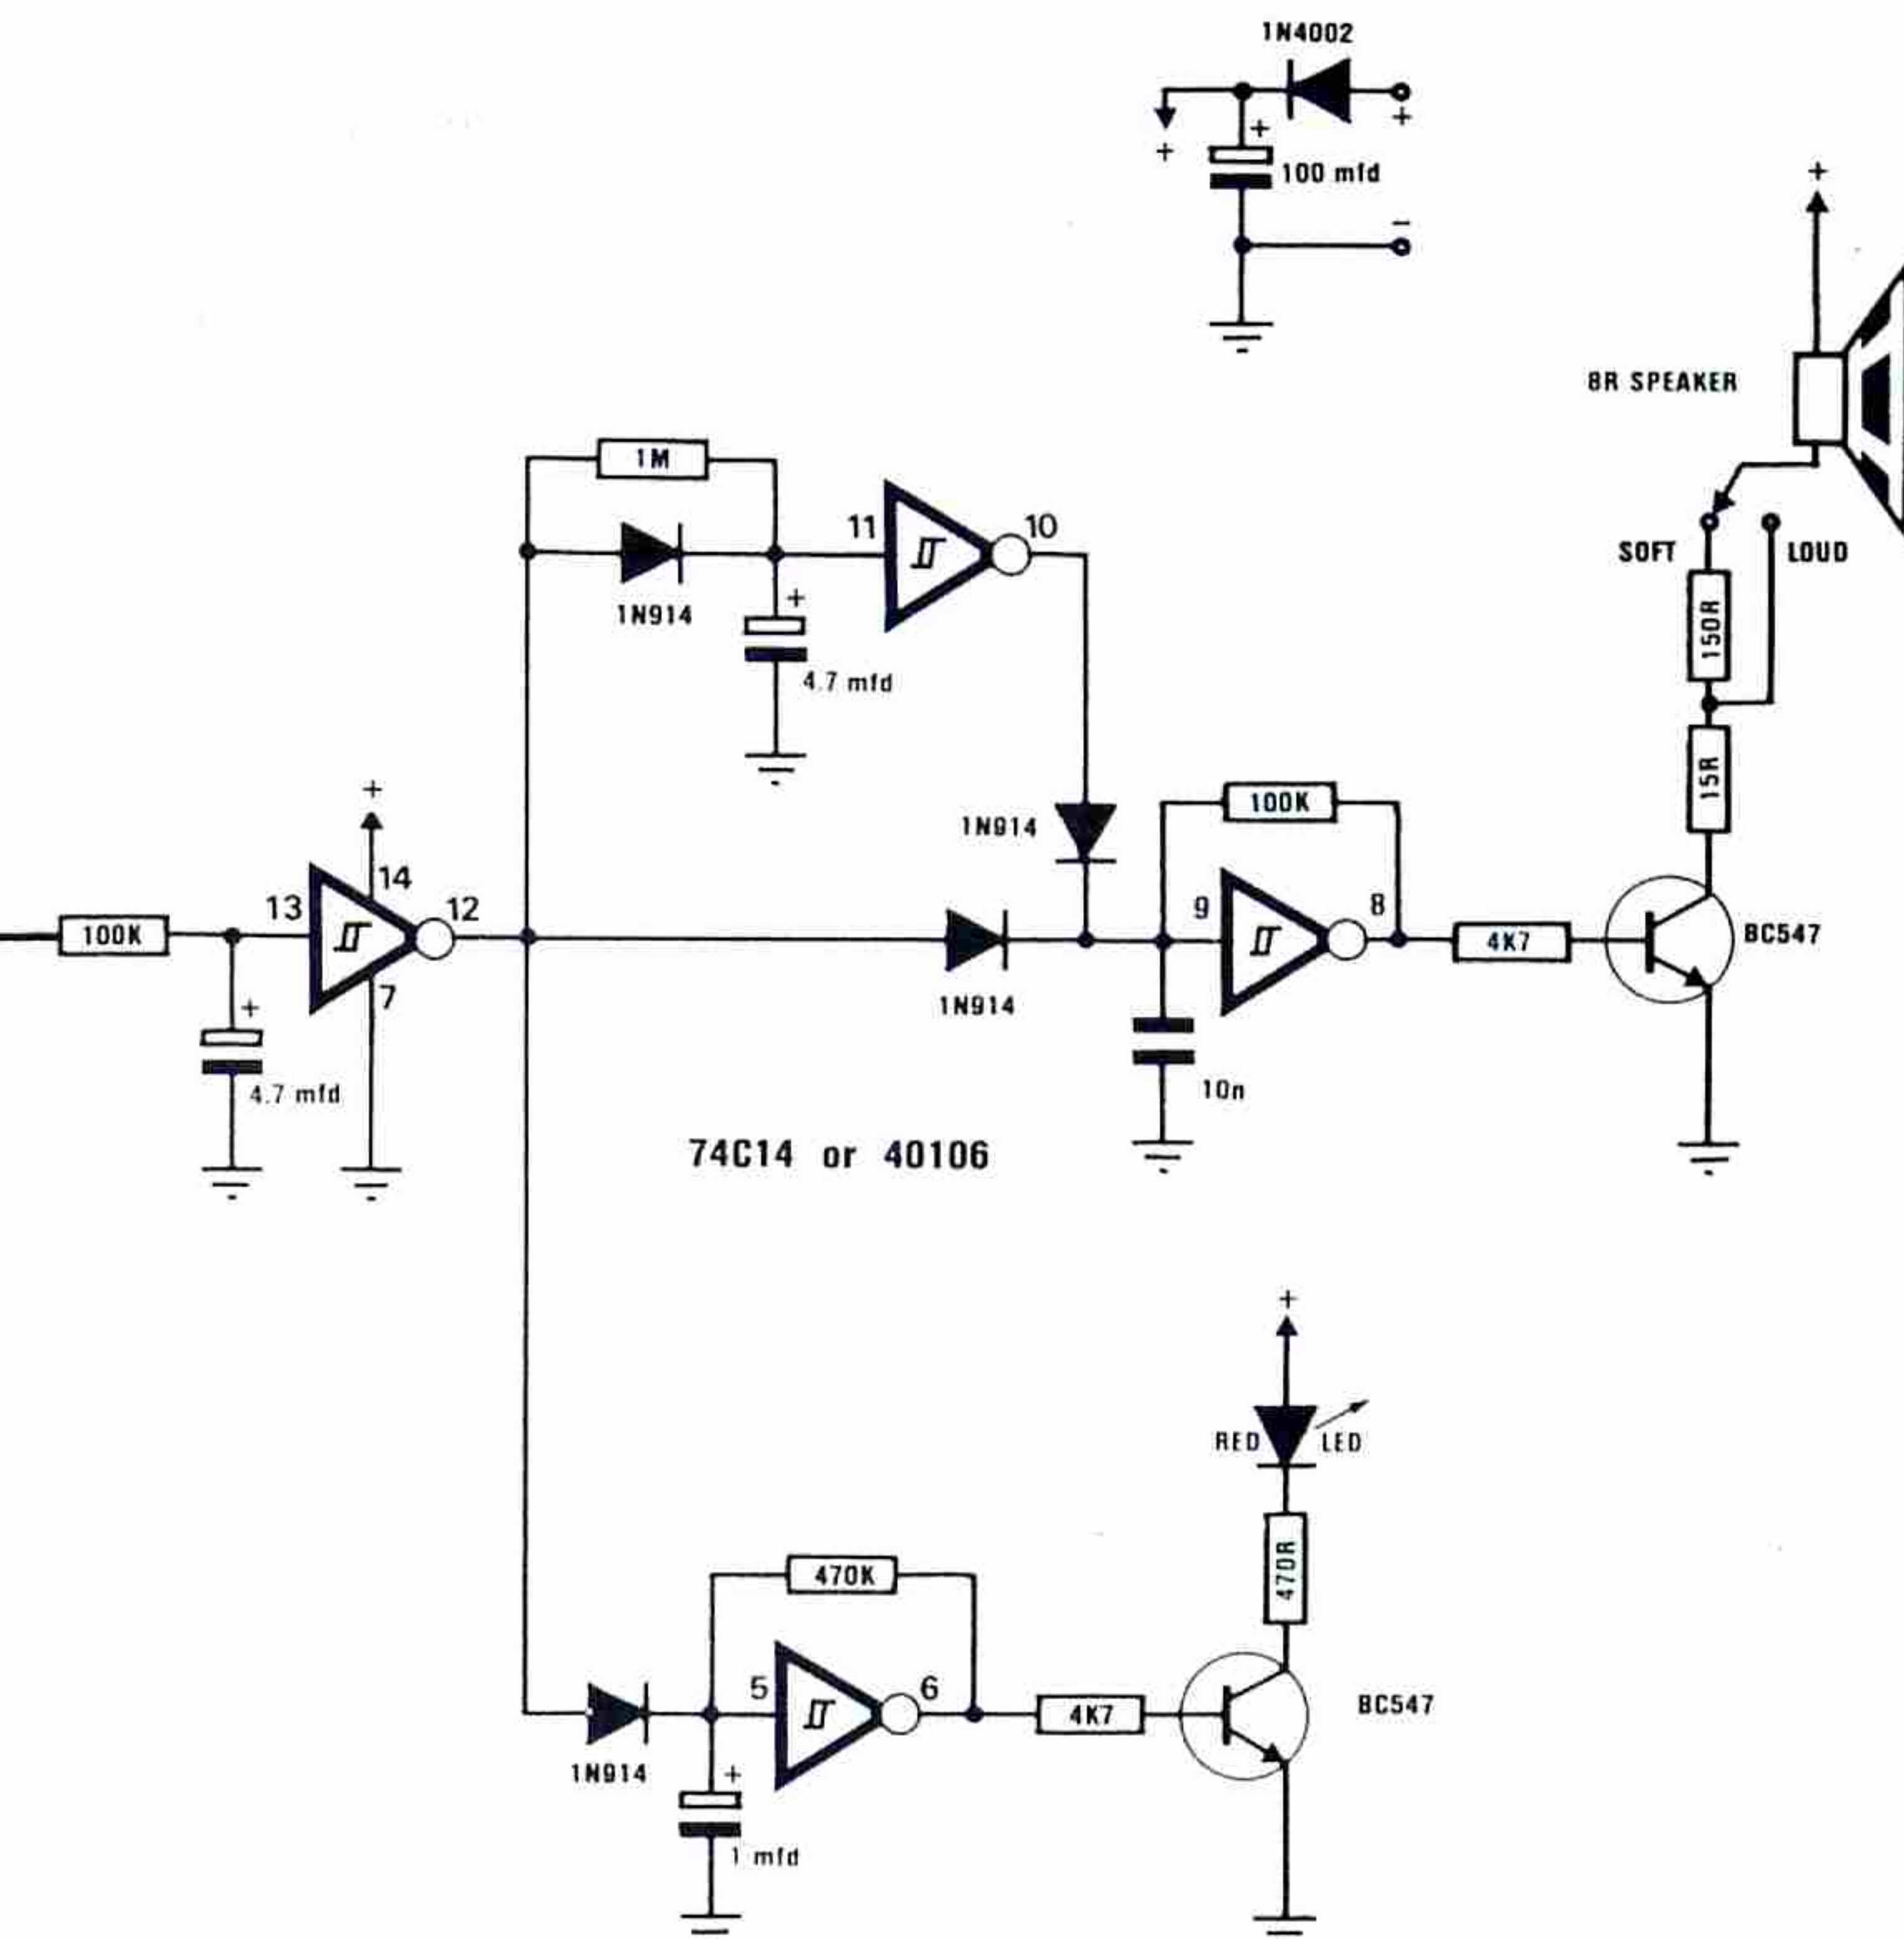 1N4002
+
+
+
100 mfd
−
+
8R SPEAKER
SOFT
LOUD
150R
15R
1M
11
10
1N914
+
4.7 mfd
+
14
13
12
100K
7
+
4.7 mfd
1N914
100K
9
8
4K7
BC547
1N914
10n
74C14 or 40106
+
RED
LED
470R
470K
5
6
4K7
BC547
1N914
+
1 mfd